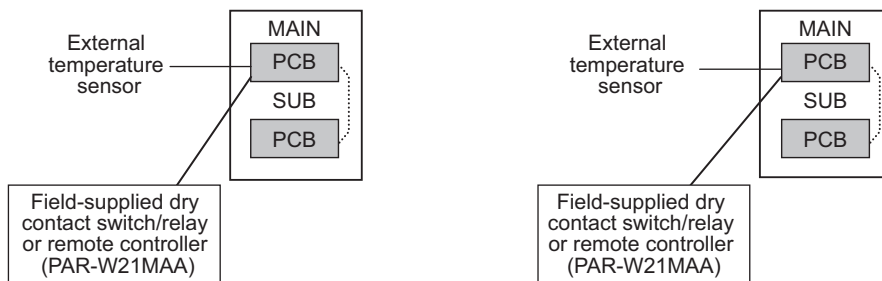 MAIN
External
temperature
sensor
PCB
SUB
PCB
Field-supplied dry
contact switch/relay
or remote controller
(PAR-W21MAA)
MAIN
External
temperature
sensor
PCB
SUB
PCB
Field-supplied dry
contact switch/relay
or remote controller
(PAR-W21MAA)